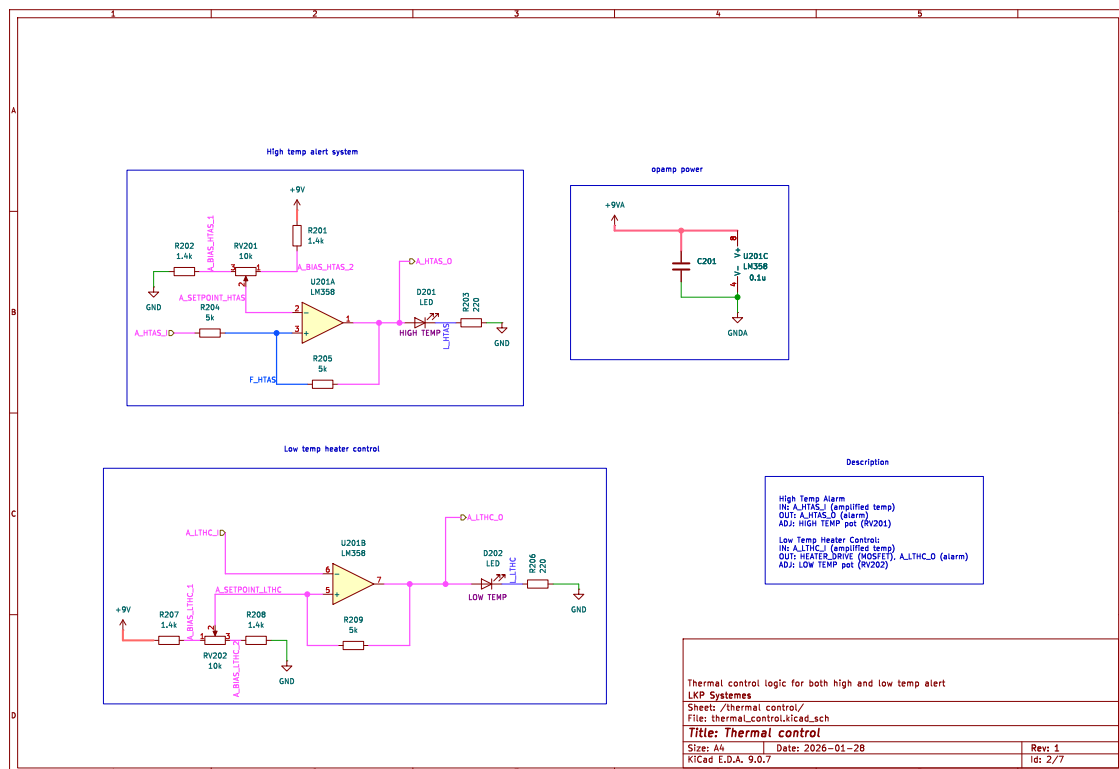 1 2 3 4 5
A
B
C
D
High temp alert system
+9V
R201
1.4k
R202
1.4k
A_BIAS_HTAS_1
RV201
10k
3 1
2
A_BIAS_HTAS_2
GND
A_SETPOINT_HTAS
U201A
LM358
2
3
1
-
+
A_HTAS_I
R204
5k
A_HTAS_O
D201
LED
HIGH TEMP
L_HTAS
R203
220
GND
R205
5k
F_HTAS
opamp power
+9VA
C201
U201C
LM358
0.1u
8
V+
V-
4
GNDA
Low temp heater control
A_LTHC_I
A_LTHC_O
U201B
LM358
6
5
7
-
+
D202
LED
LOW TEMP
L_LTHC
R206
220
GND
A_SETPOINT_LTHC
R209
5k
+9V
R207
1.4k
A_BIAS_LTHC_1
1 3
2
RV202
10k
A_BIAS_LTHC_2
R208
1.4k
GND
Description
High Temp Alarm
IN: A_HTAS_I (amplified temp)
OUT: A_HTAS_O (alarm)
ADJ: HIGH TEMP pot (RV201)
Low Temp Heater Control:
IN: A_LTHC_I (amplified temp)
OUT: HEATER_DRIVE (MOSFET), A_LTHC_O (alarm)
ADJ: LOW TEMP pot (RV202)
Thermal control logic for both high and low temp alert
LKP Systemes
Sheet: /thermal control/
File: thermal_control.kicad_sch
Title: Thermal control
Size: A4 Date: 2026-01-28 Rev: 1
KiCad E.D.A. 9.0.7 Id: 2/7